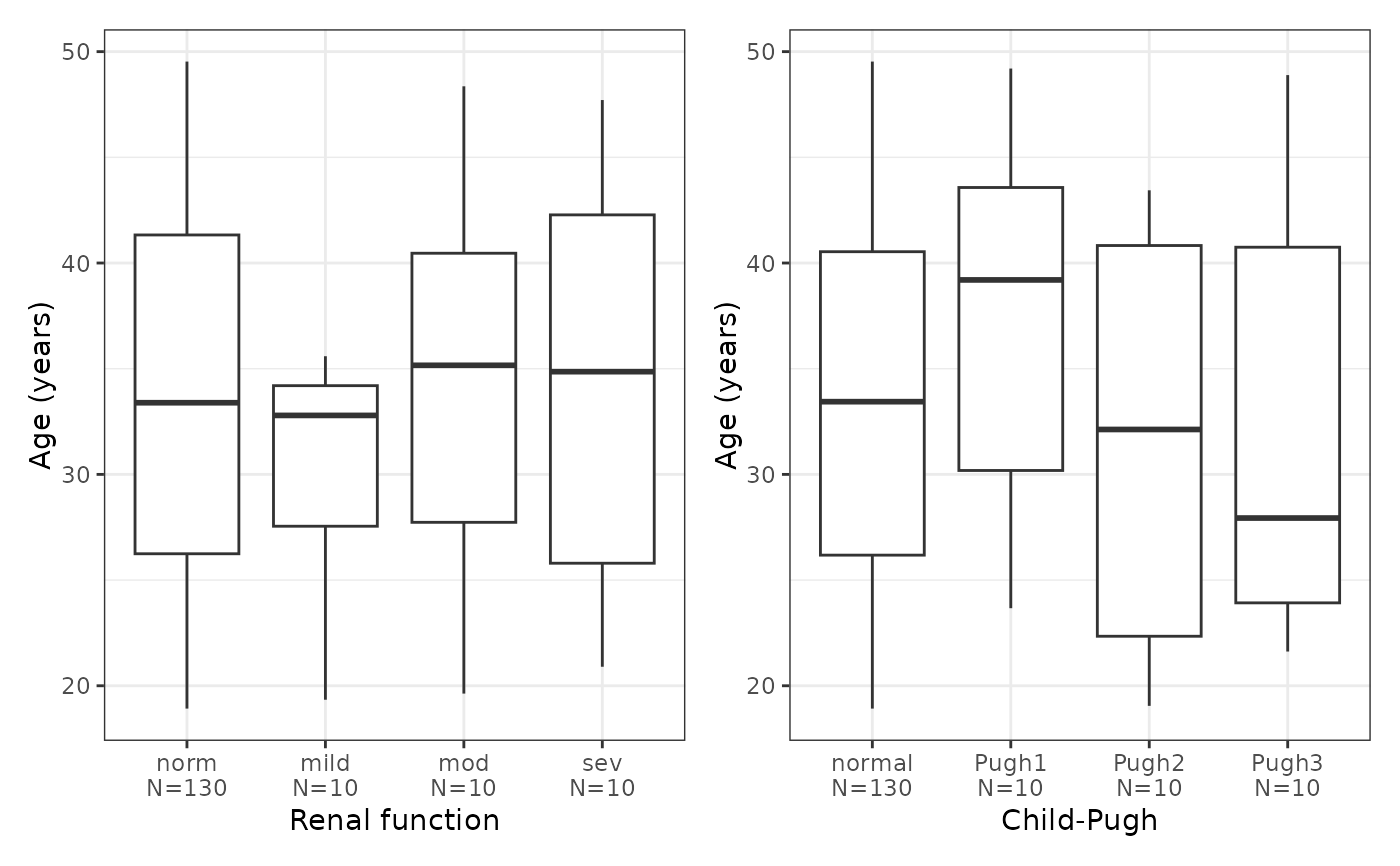 Age (years)
50
40
30
20
norm mild mod sev
N=130 N=10 N=10 N=10
Renal function
Age (years)
50
40
30
20
normal Pugh1 Pugh2 Pugh3
N=130 N=10 N=10 N=10
Child-Pugh